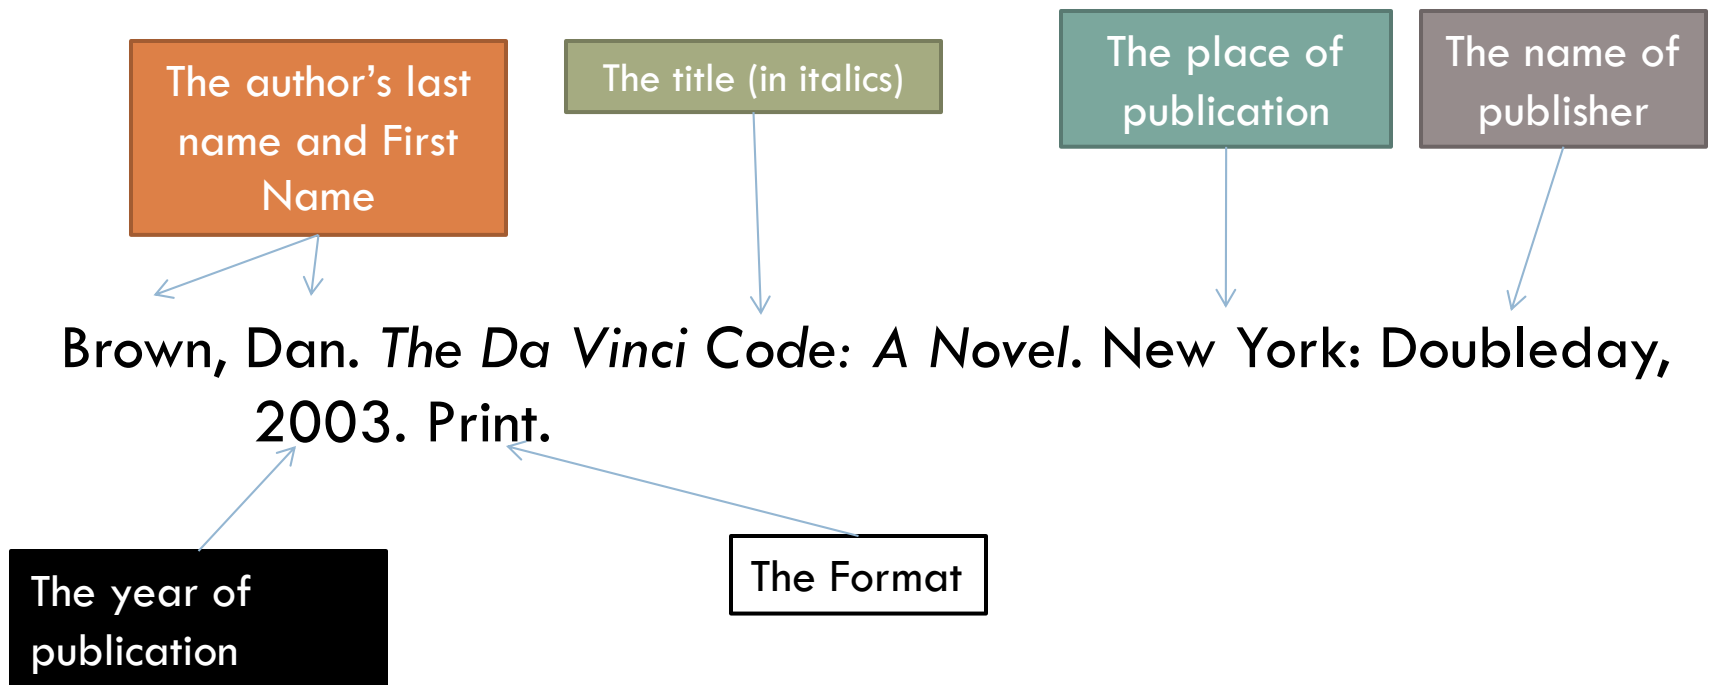 The author’s last
name and First
Name
The title (in italics)
The place of
publication
The name of
publisher
Brown, Dan. The Da Vinci Code: A Novel. New York: Doubleday,
2003. Print.
The year of
publication
The Format